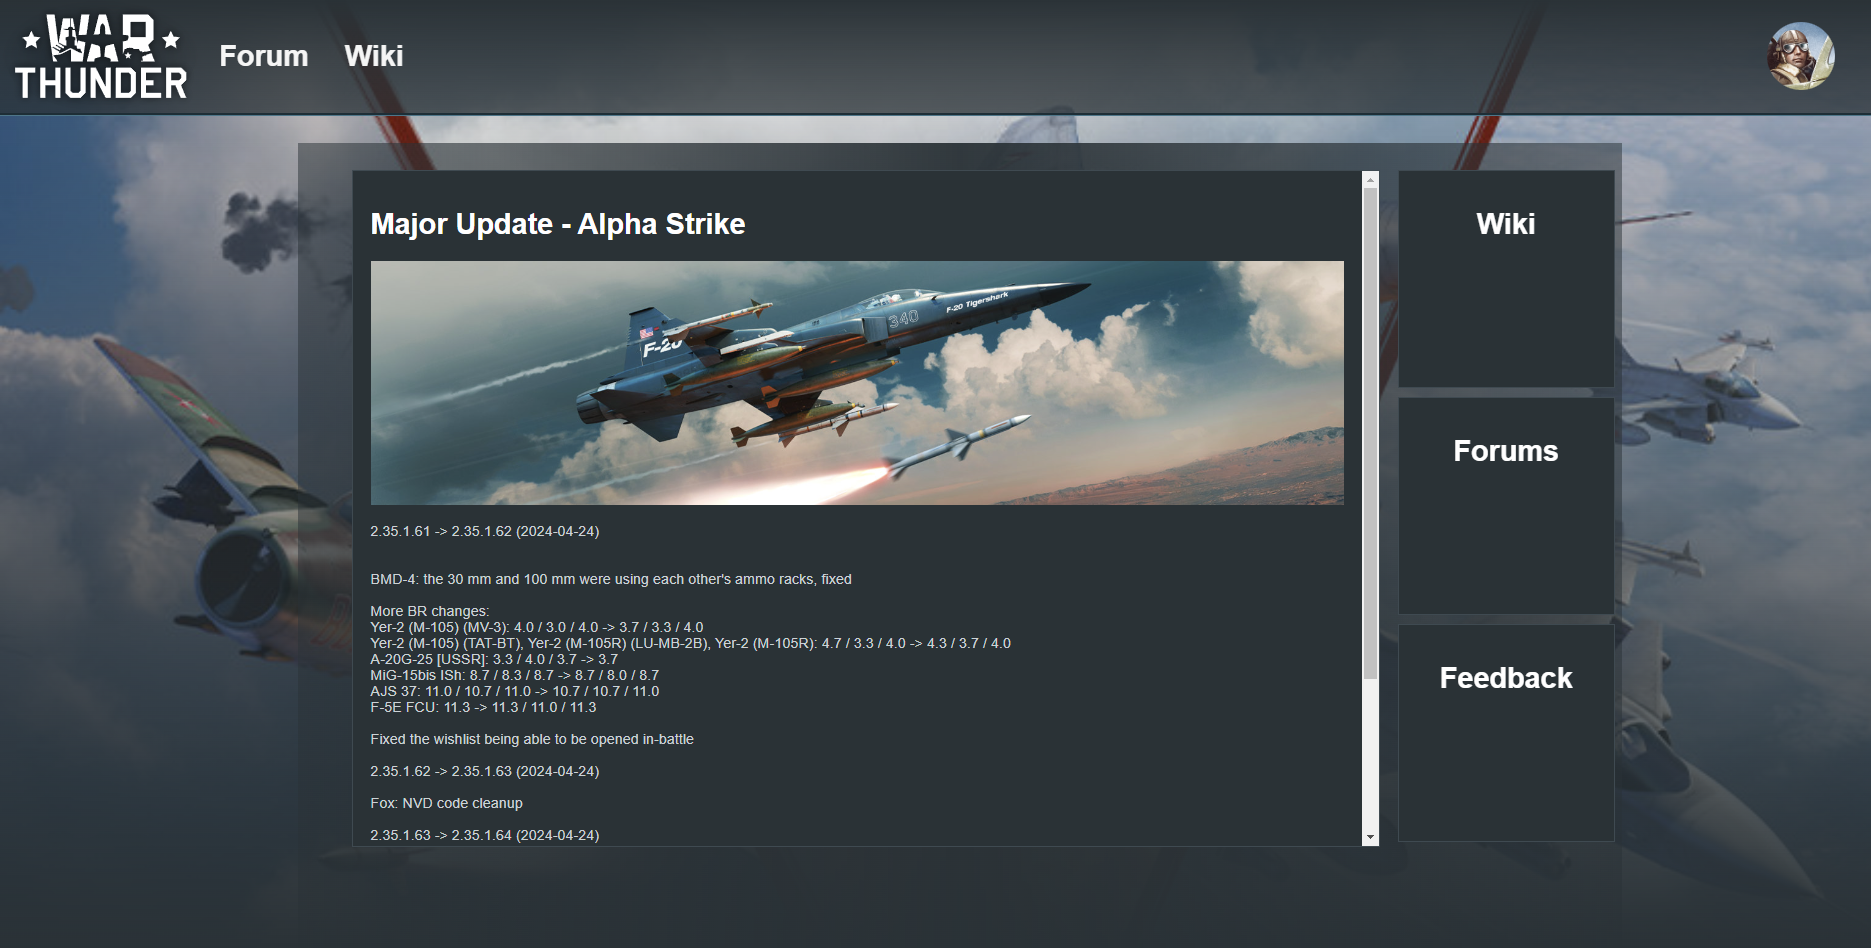 WAR
THUNDER
Forum
Wiki
Major Update - Alpha Strike
F-20 Tigershark
340
F-20
2.35.1.61 -> 2.35.1.62 (2024-04-24)
BMD-4: the 30 mm and 100 mm were using each other's ammo racks, fixed
More BR changes:
Yer-2 (M-105) (MV-3): 4.0 / 3.0 / 4.0 -> 3.7 / 3.3 / 4.0
Yer-2 (M-105) (TAT-BT), Yer-2 (M-105R) (LU-MB-2B), Yer-2 (M-105R): 4.7 / 3.3 / 4.0 -> 4.3 / 3.7 / 4.0
A-20G-25 [USSR]: 3.3 / 4.0 / 3.7 -> 3.7
MiG-15bis ISh: 8.7 / 8.3 / 8.7 -> 8.7 / 8.0 / 8.7
AJS 37: 11.0 / 10.7 / 11.0 -> 10.7 / 10.7 / 11.0
F-5E FCU: 11.3 -> 11.3 / 11.0 / 11.3
Fixed the wishlist being able to be opened in-battle
2.35.1.62 -> 2.35.1.63 (2024-04-24)
Fox: NVD code cleanup
2.35.1.63 -> 2.35.1.64 (2024-04-24)
Wiki
Forums
Feedback